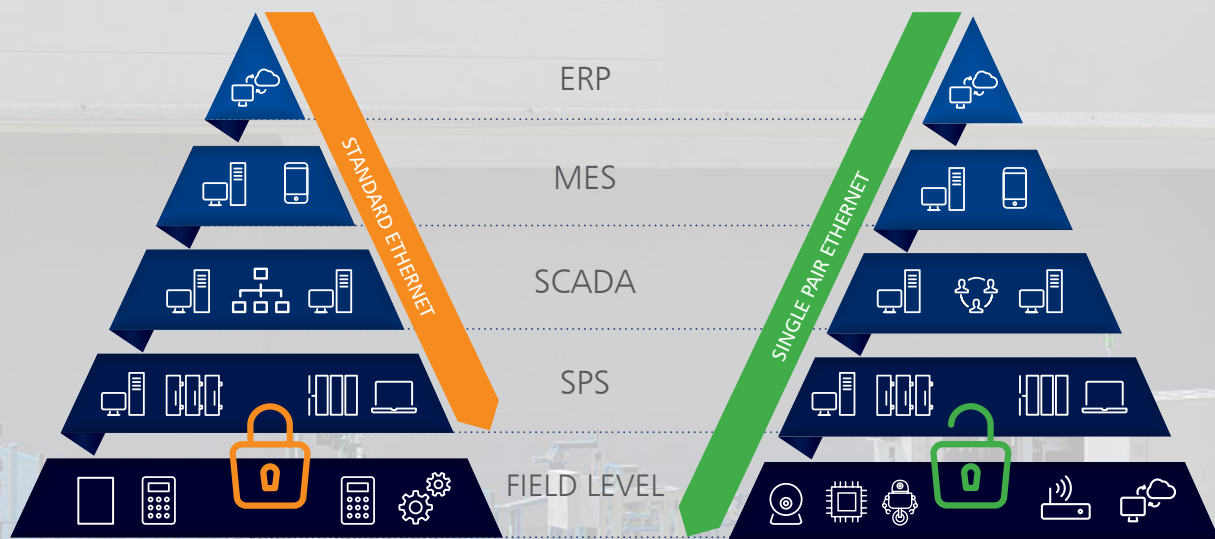 ERP
MES
SCADA
SPS
FIELD LEVEL
STANDARD ETHERNET
SINGLE PAIR ETHERNET